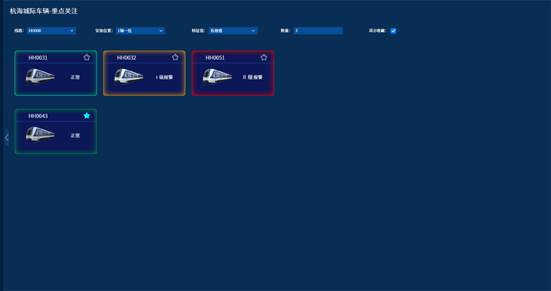 杭海城际车辆-重点关注
线路: HH008 安装位置: 1轴一位 特征值: 有效值 数值: 3 显示收藏:
HH0031
正常
HH0032
I 级报警
HH0051
II 级报警
HH0043
正常